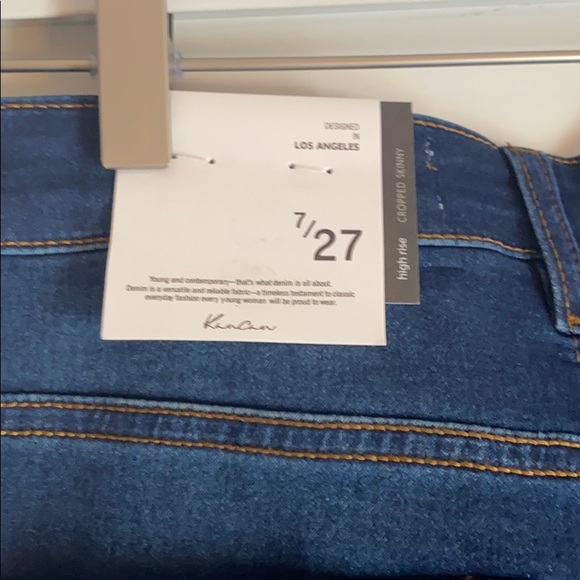 DESIGNED
IN
LOS ANGELES
7/27
Young and contemporary—that's what denim is all about.
Denim is a versatile and reliable fabric—a timeless testament to classic
everyday fashion every young woman will be proud to wear.
KanCan
high rise CROPPED SKINNY